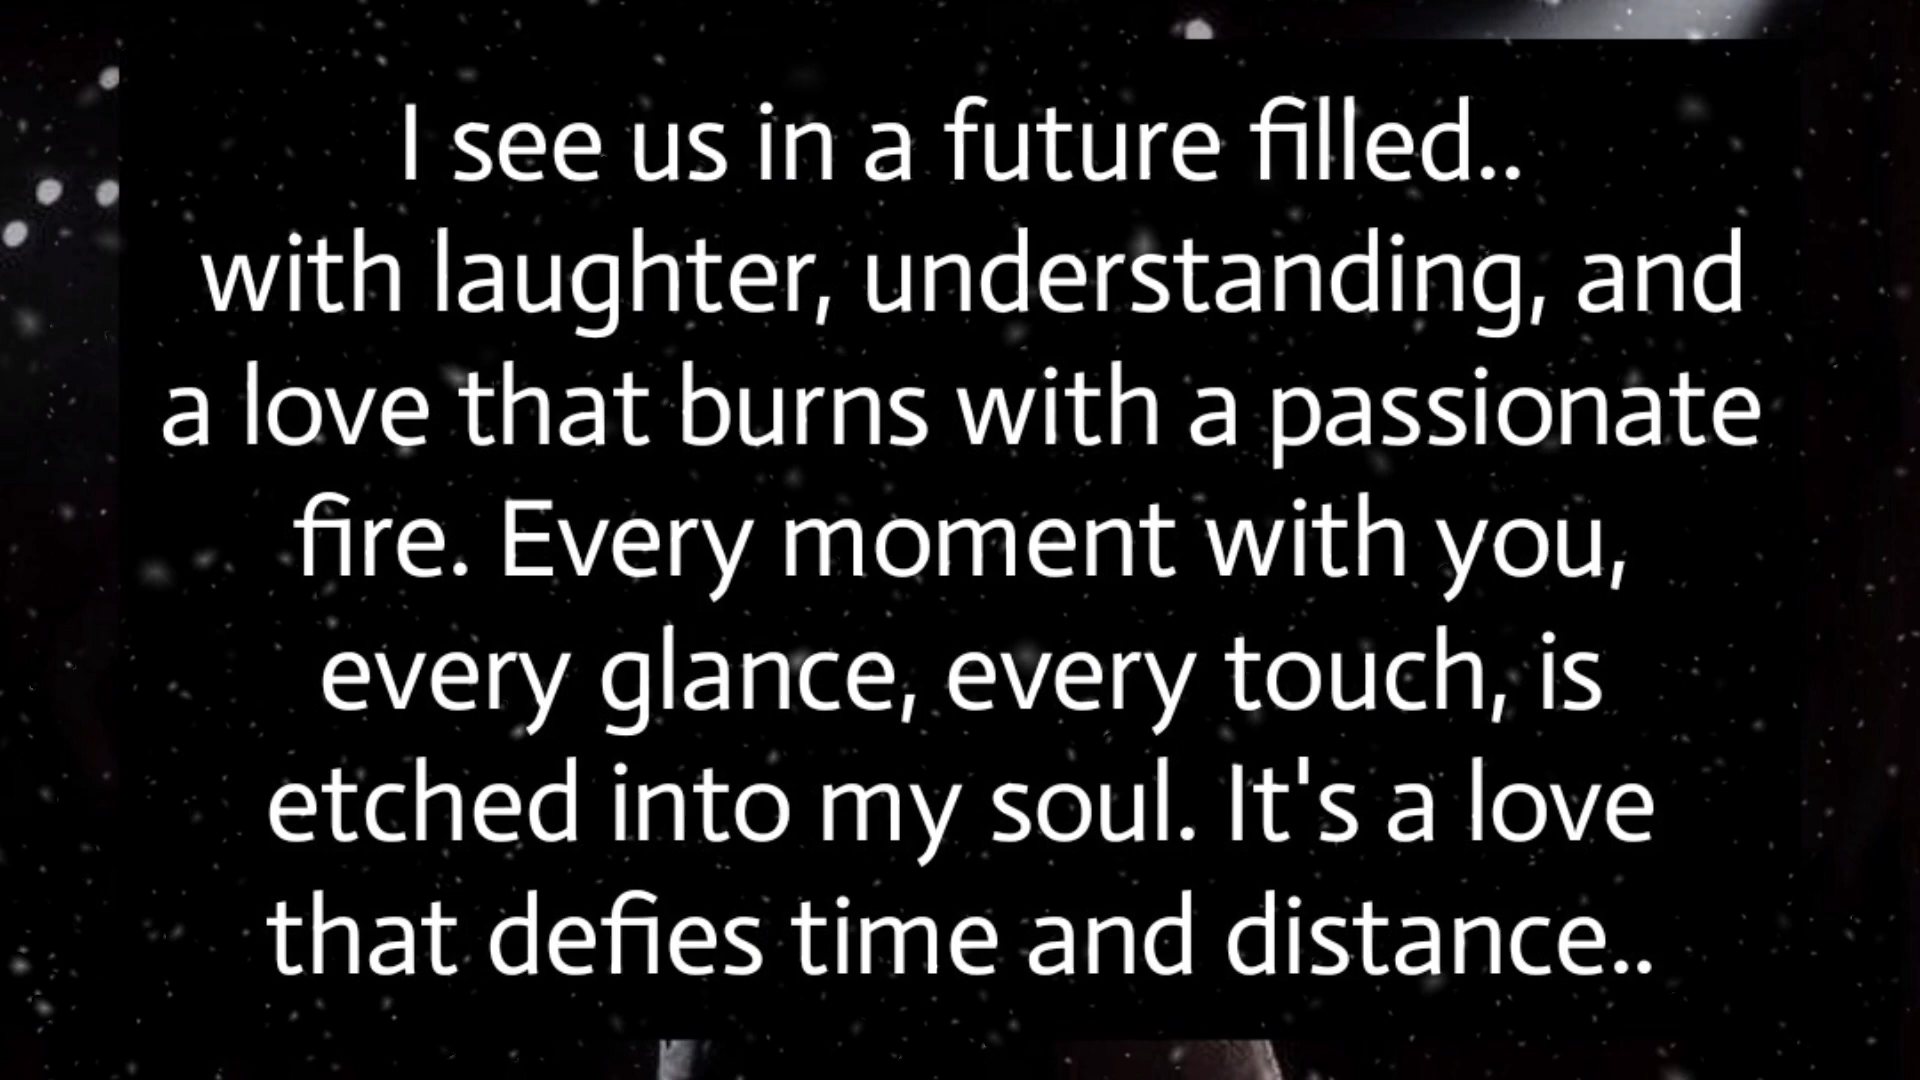 I see us in a future filled..
with laughter, understanding, and
a love that burns with a passionate
fire. Every moment with you,
every glance, every touch, is
etched into my soul. It's a love
that defies time and distance..